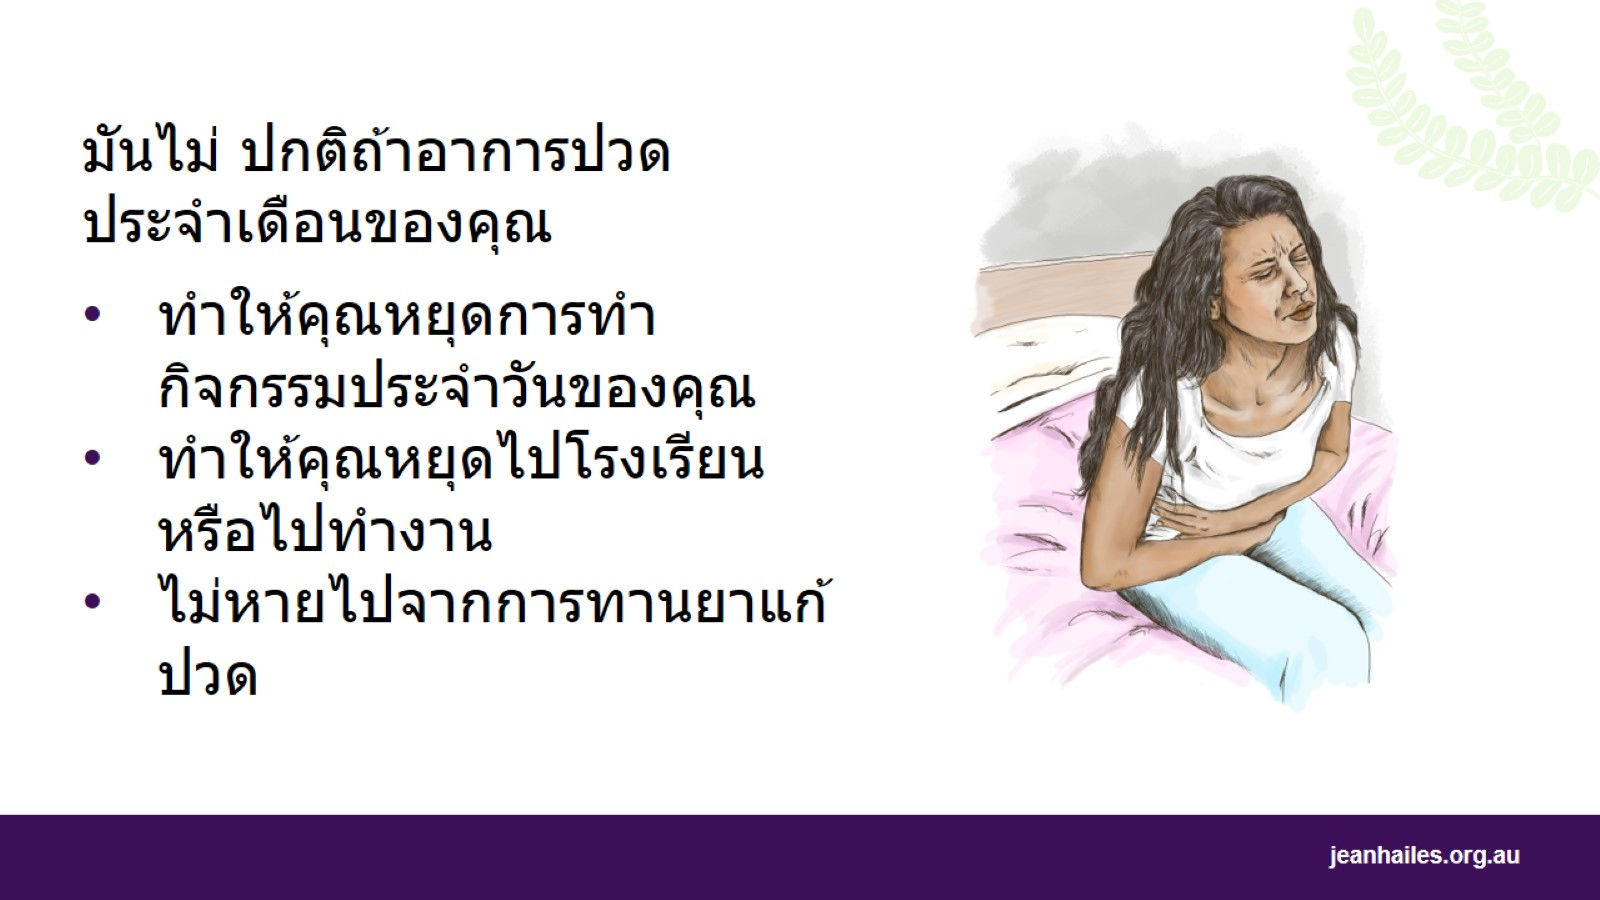 มันไม่ ปกติถ้าอาการปวด
ประจำเดือนของคุณ
• ทำให้คุณหยุดการทำ
กิจกรรมประจำวันของคุณ
• ทำให้คุณหยุดไปโรงเรียน
หรือไปทำงาน
• ไม่หายไปจากการทานยาแก้
ปวด
jeanhailes.org.au